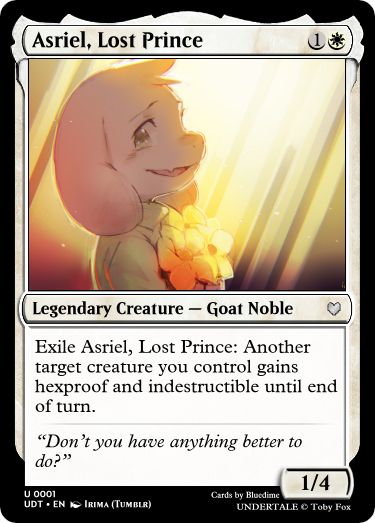 Asriel, Lost Prince 1
Legendary Creature — Goat Noble
Exile Asriel, Lost Prince: Another
target creature you control gains
hexproof and indestructible until end
of turn.
“Don’t you have anything better to
do?”
1/4
U 0001
UDT • EN Irima (Tumblr)
Cards by Bluedime
UNDERTALE © Toby Fox